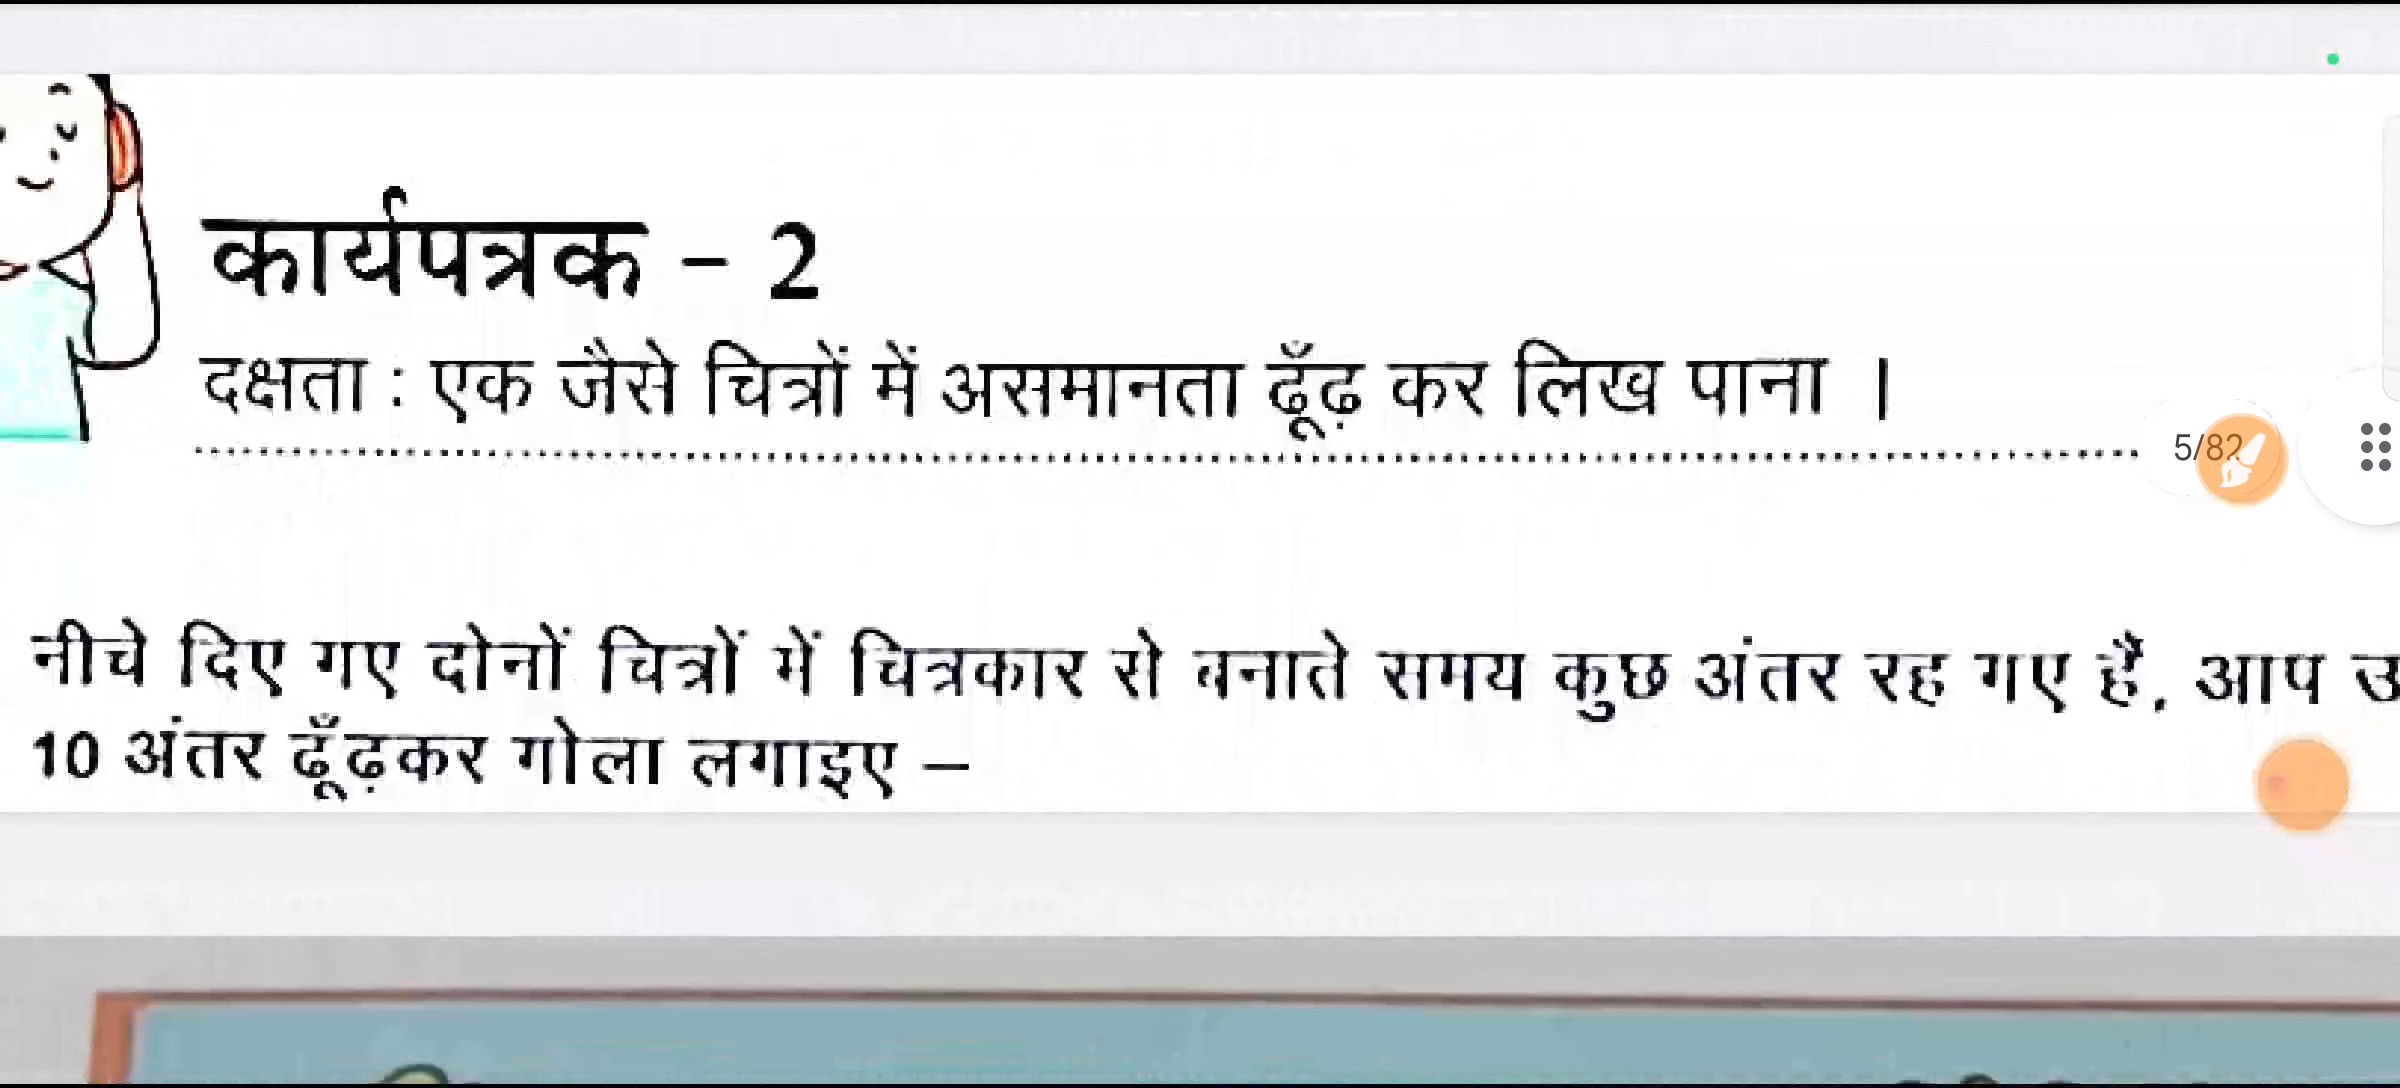 कार्यपत्रक - 2
दक्षता : एक जैसे चित्रों में असमानता ढूँढ़ कर लिख पाना ।
5/82
नीचे दिए गए दोनों चित्रों में चित्रकार से बनाते समय कुछ अंतर रह गए हैं, आप
10 अंतर ढूँढ़कर गोला लगाइए –